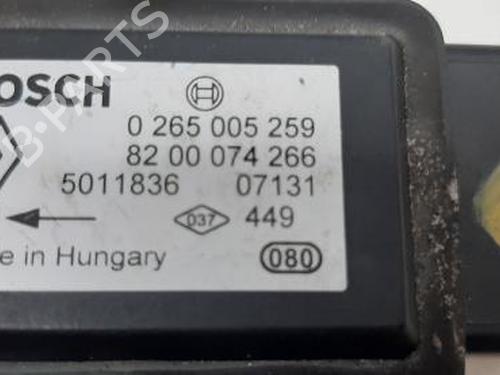 OSCH
0 265 005 259
82 00 074 266
5011836 07131
037 449
e in Hungary 080
B-PARTS